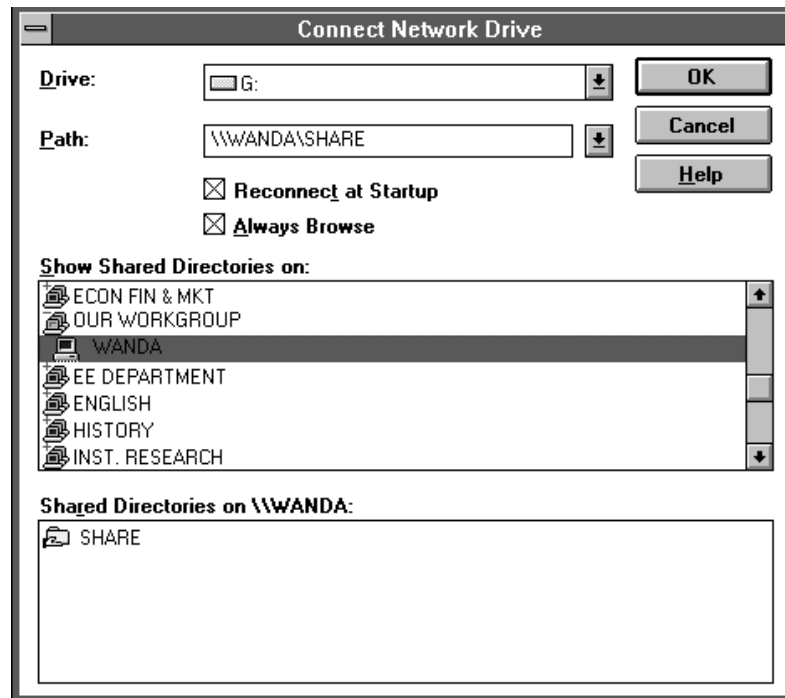 Connect Network Drive
Drive: G: OK
Path: \\WANDA\SHARE Cancel
Help
Reconnect at Startup
Always Browse
Show Shared Directories on:
ECON FIN & MKT
OUR WORKGROUP
WANDA
EE DEPARTMENT
ENGLISH
HISTORY
INST. RESEARCH
Shared Directories on \\WANDA:
SHARE